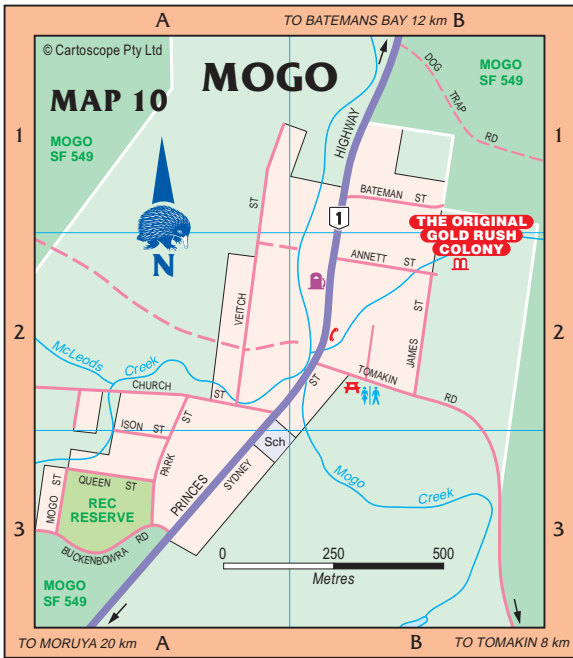 A
TO BATEMANS BAY 12 km
B
© Cartoscope Pty Ltd
MOGO
MAP 10
MOGO
SF 549
DOG
TRAP
RD
MOGO
SF 549
1
1
HIGHWAY
BATEMAN ST
1
ST
THE ORIGINAL
GOLD RUSH
COLONY
N
ANNETT ST
VEITCH
ST
JAMES
2
2
McLeods
Creek
CHURCH
ST
ST
TOMAKIN
RD
ISON ST
ST
PARK
Sch
SYDNEY
PRINCES
Mogo
Creek
MOGO ST
QUEEN ST
REC
RESERVE
BUCKENBOWRA RD
3
3
0
250
500
Metres
MOGO
SF 549
TO MORUYA 20 km
A
B
TO TOMAKIN 8 km